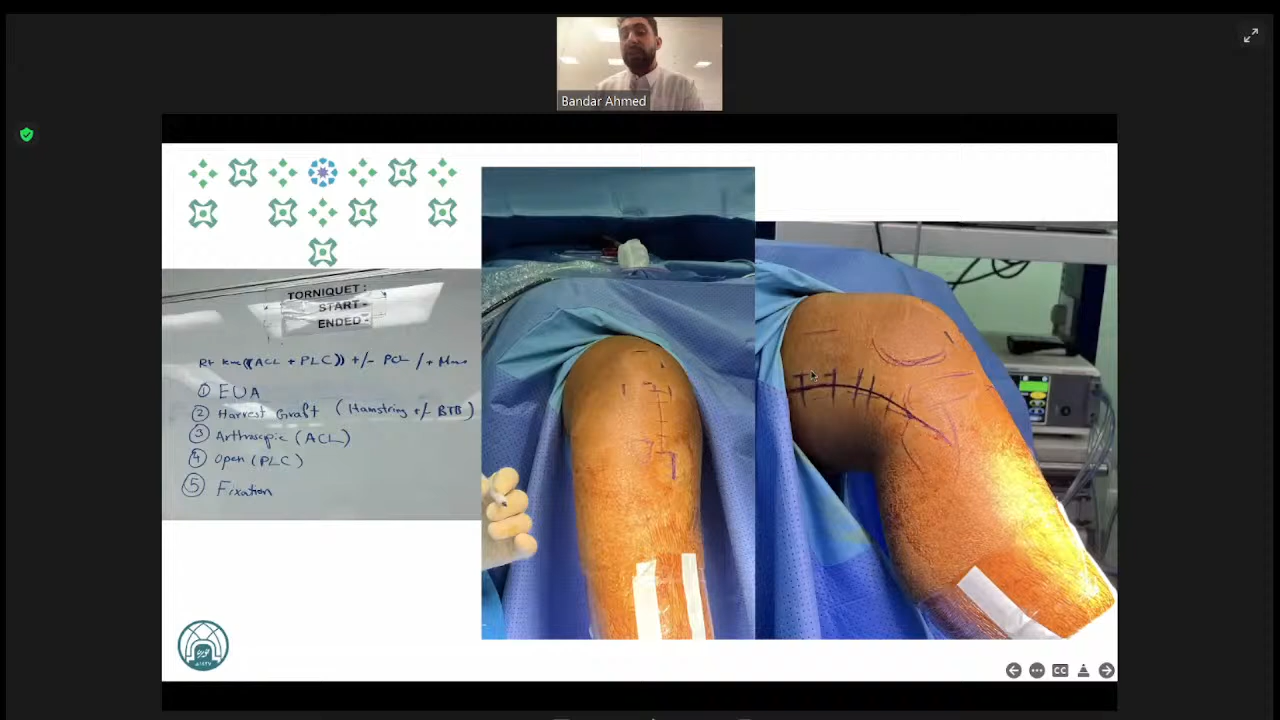 Bandar Ahmed
TORNIQUET:
START -
ENDED -
Rt knee ((ACL + PLC)) +/- PCL / +
① EUA
② Harvest Graft (Hamstring +/- BTB)
③ Arthroscopic (ACL)
④ Open (PLC)
⑤ Fixation
CC